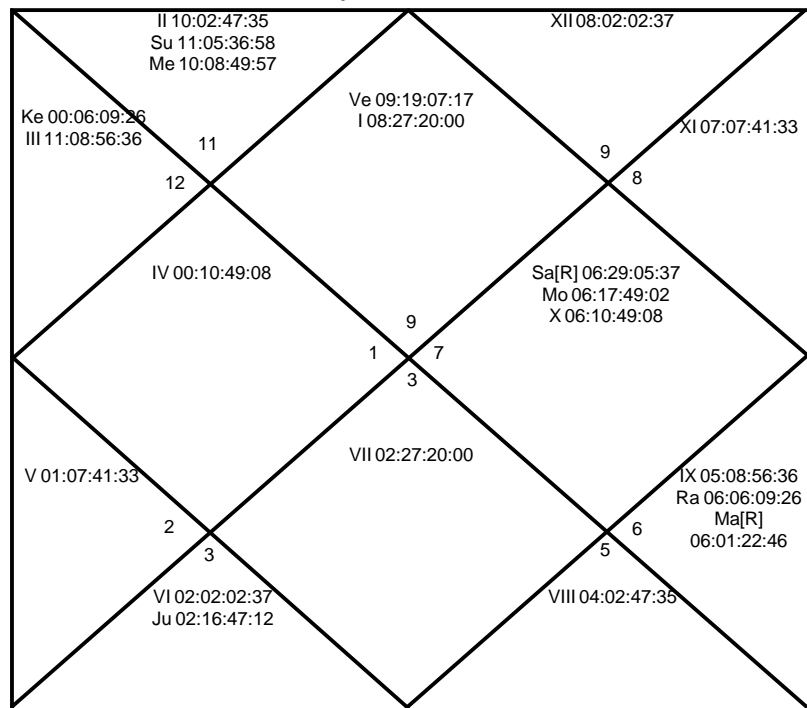 II 10:02:47:35
Su 11:05:36:58
Me 10:08:49:57
XII 08:02:02:37
Ve 09:19:07:17
I 08:27:20:00
Ke 00:06:09:26
III 11:08:56:36
XI 07:07:41:33
11
9
12
8
IV 00:10:49:08
Sa[R] 06:29:05:37
Mo 06:17:49:02
X 06:10:49:08
9
1
7
3
VII 02:27:20:00
V 01:07:41:33
IX 05:08:56:36
Ra 06:06:09:26
Ma[R]
06:01:22:46
2
6
3
5
VI 02:02:02:37
Ju 02:16:47:12
VIII 04:02:47:35